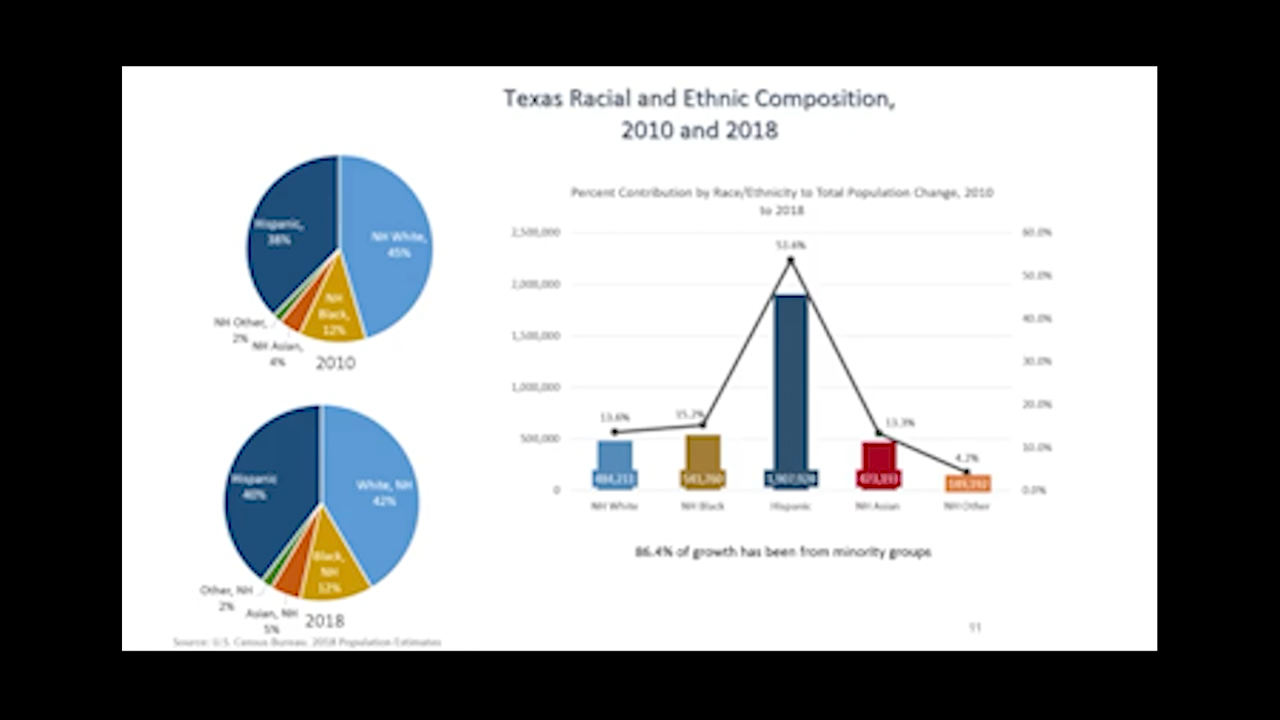 Texas Racial and Ethnic Composition,
2010 and 2018
Hispanic,
38%
NH White,
45%
NH
Black,
12%
NH Other,
2%
NH Asian,
4%
2010
Hispanic
40%
White, NH
42%
Black,
NH
12%
Other, NH
2%
Asian, NH
5%
2018
Source: U.S. Census Bureau. 2018 Population Estimates
Percent Contribution by Race/Ethnicity to Total Population Change, 2010
to 2018
2,500,000
2,000,000
1,500,000
1,000,000
500,000
0
60.0%
50.0%
40.0%
30.0%
20.0%
10.0%
0.0%
13.6%
15.2%
53.4%
13.3%
4.2%
NH White
NH Black
Hispanic
NH Asian
NH Other
86.4% of growth has been from minority groups
11